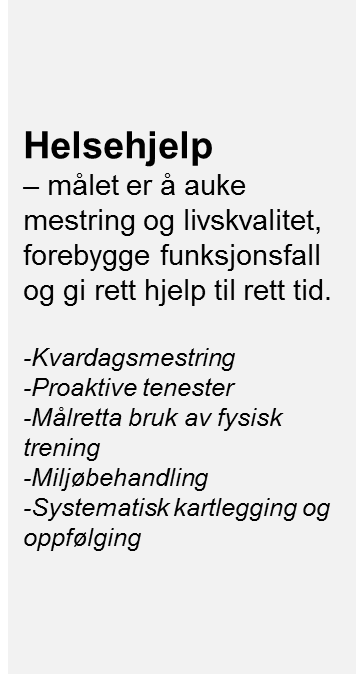 Helsehjelp
– målet er å auke
mestring og livskvalitet,
forebygge funksjonsfall
og gi rett hjelp til rett tid.
-Kvardagsmestring
-Proaktive tenester
-Målretta bruk av fysisk
trening
-Miljøbehandling
-Systematisk kartlegging og
oppfølging